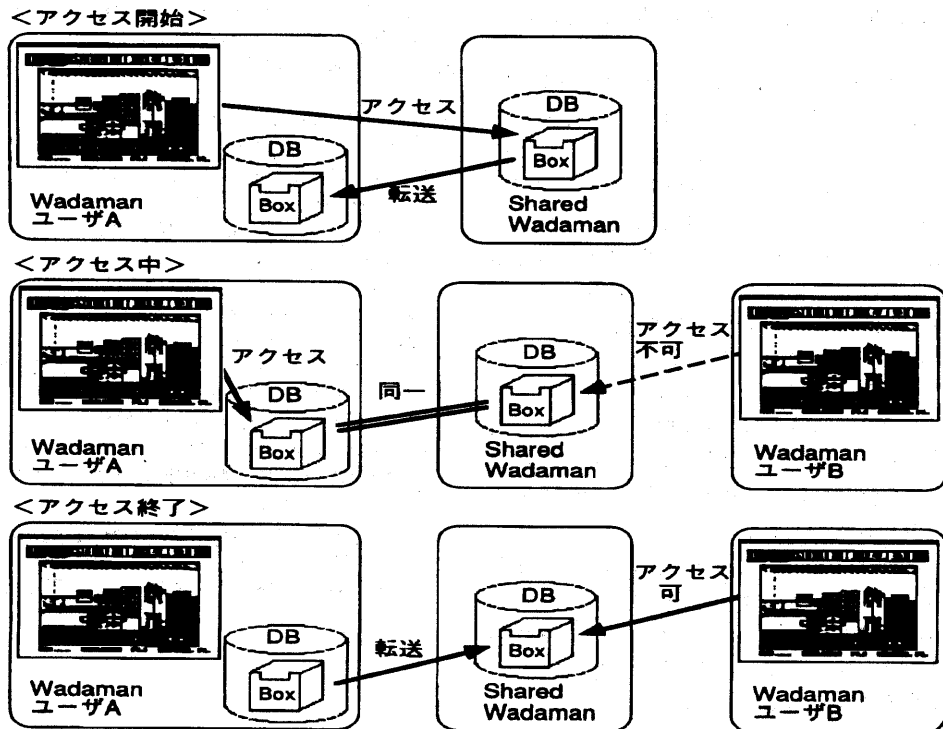 <アクセス開始>
アクセス
DB
Box
転送
DB
Box
Wadaman
ユーザA
Shared
Wadaman
<アクセス中>
アクセス
DB
Box
同一
DB
Box
アクセス
不可
Wadaman
ユーザA
Shared
Wadaman
Wadaman
ユーザB
<アクセス終了>
DB
Box
転送
DB
Box
アクセス
可
Wadaman
ユーザA
Shared
Wadaman
Wadaman
ユーザB